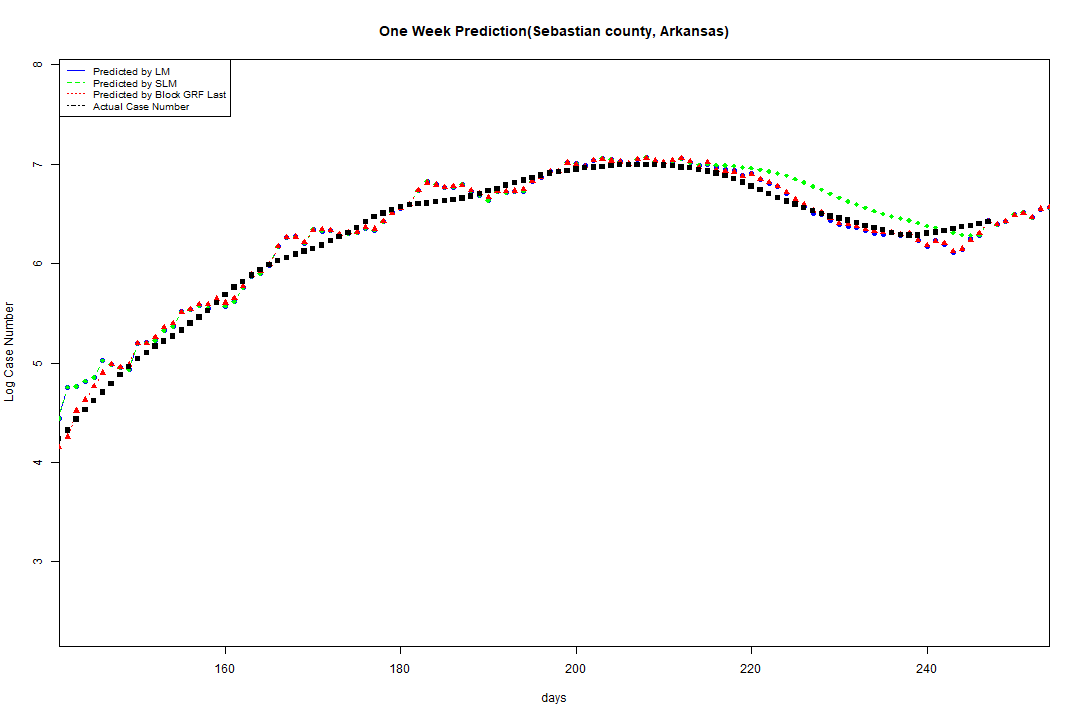 One Week Prediction(Sebastian county, Arkansas)
Predicted by LM
Predicted by SLM
Predicted by Block GRF Last
Actual Case Number
8
7
6
5
4
3
Log Case Number
160 180 200 220 240
days